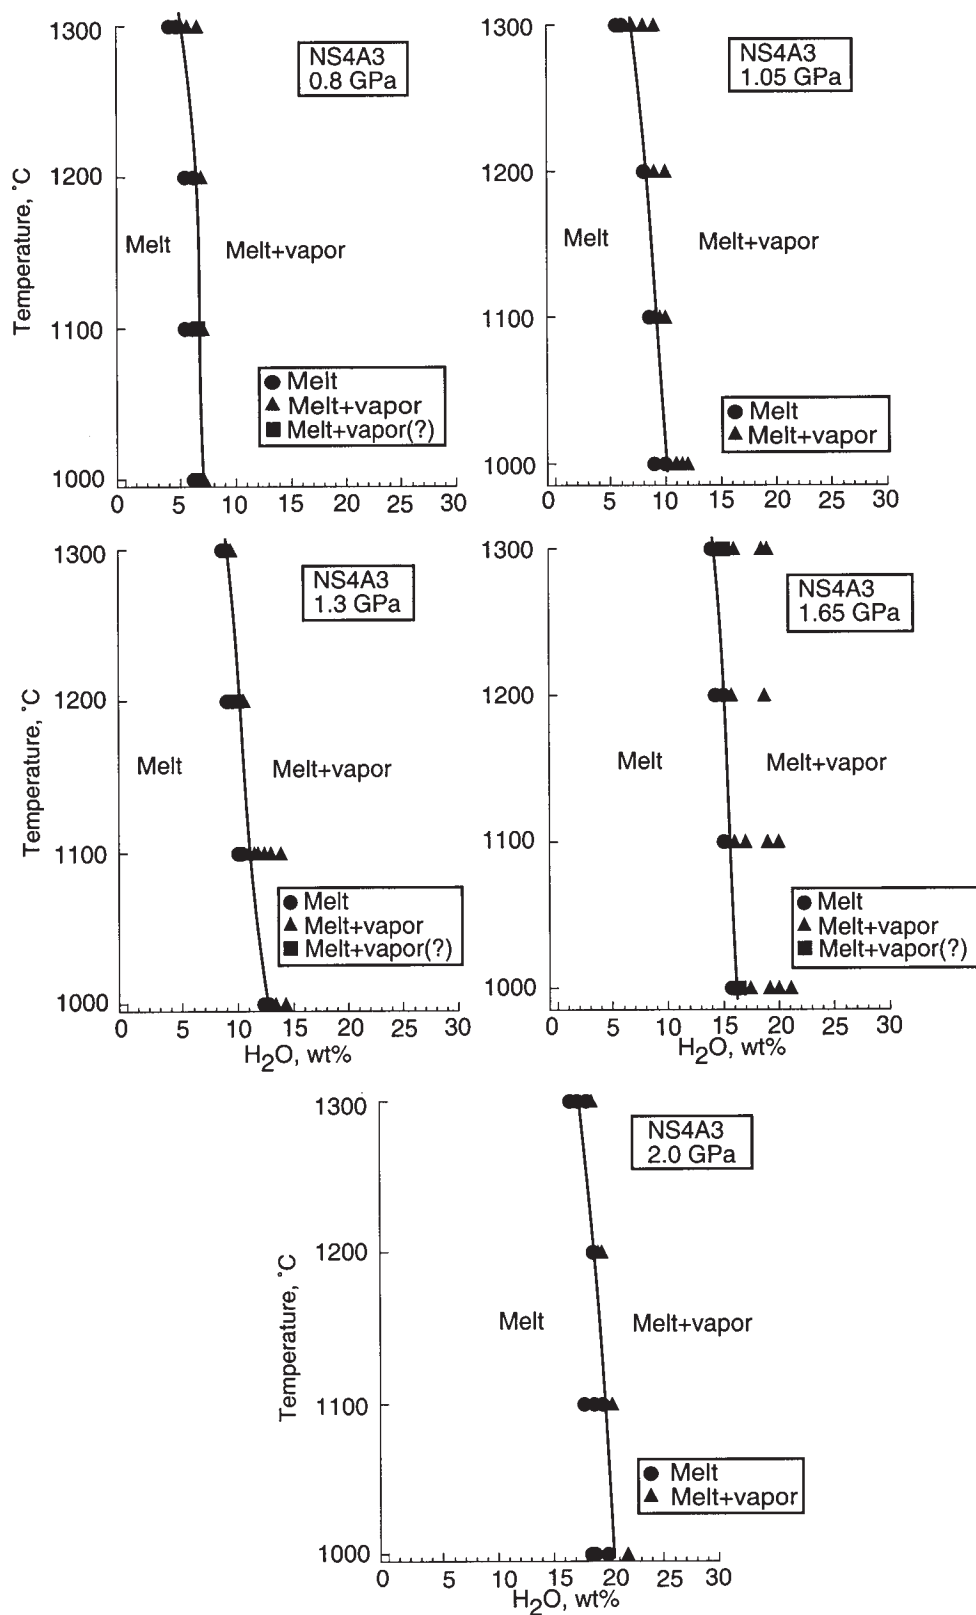 NS4A3
0.8 GPa
Temperature, °C
1300
1200
1100
1000
Melt
Melt+vapor
Melt
Melt+vapor
Melt+vapor(?)
0 5 10 15 20 25 30
NS4A3
1.05 GPa
1300
1200
1100
1000
Melt
Melt+vapor
Melt
Melt+vapor
0 5 10 15 20 25 30
NS4A3
1.3 GPa
Temperature, °C
1300
1200
1100
1000
Melt
Melt+vapor
Melt
Melt+vapor
Melt+vapor(?)
0 5 10 15 20 25 30
H2O, wt%
NS4A3
1.65 GPa
1300
1200
1100
1000
Melt
Melt+vapor
Melt
Melt+vapor
Melt+vapor(?)
0 5 10 15 20 25 30
H2O, wt%
NS4A3
2.0 GPa
Temperature, °C
1300
1200
1100
1000
Melt
Melt+vapor
Melt
Melt+vapor
0 5 10 15 20 25 30
H2O, wt%